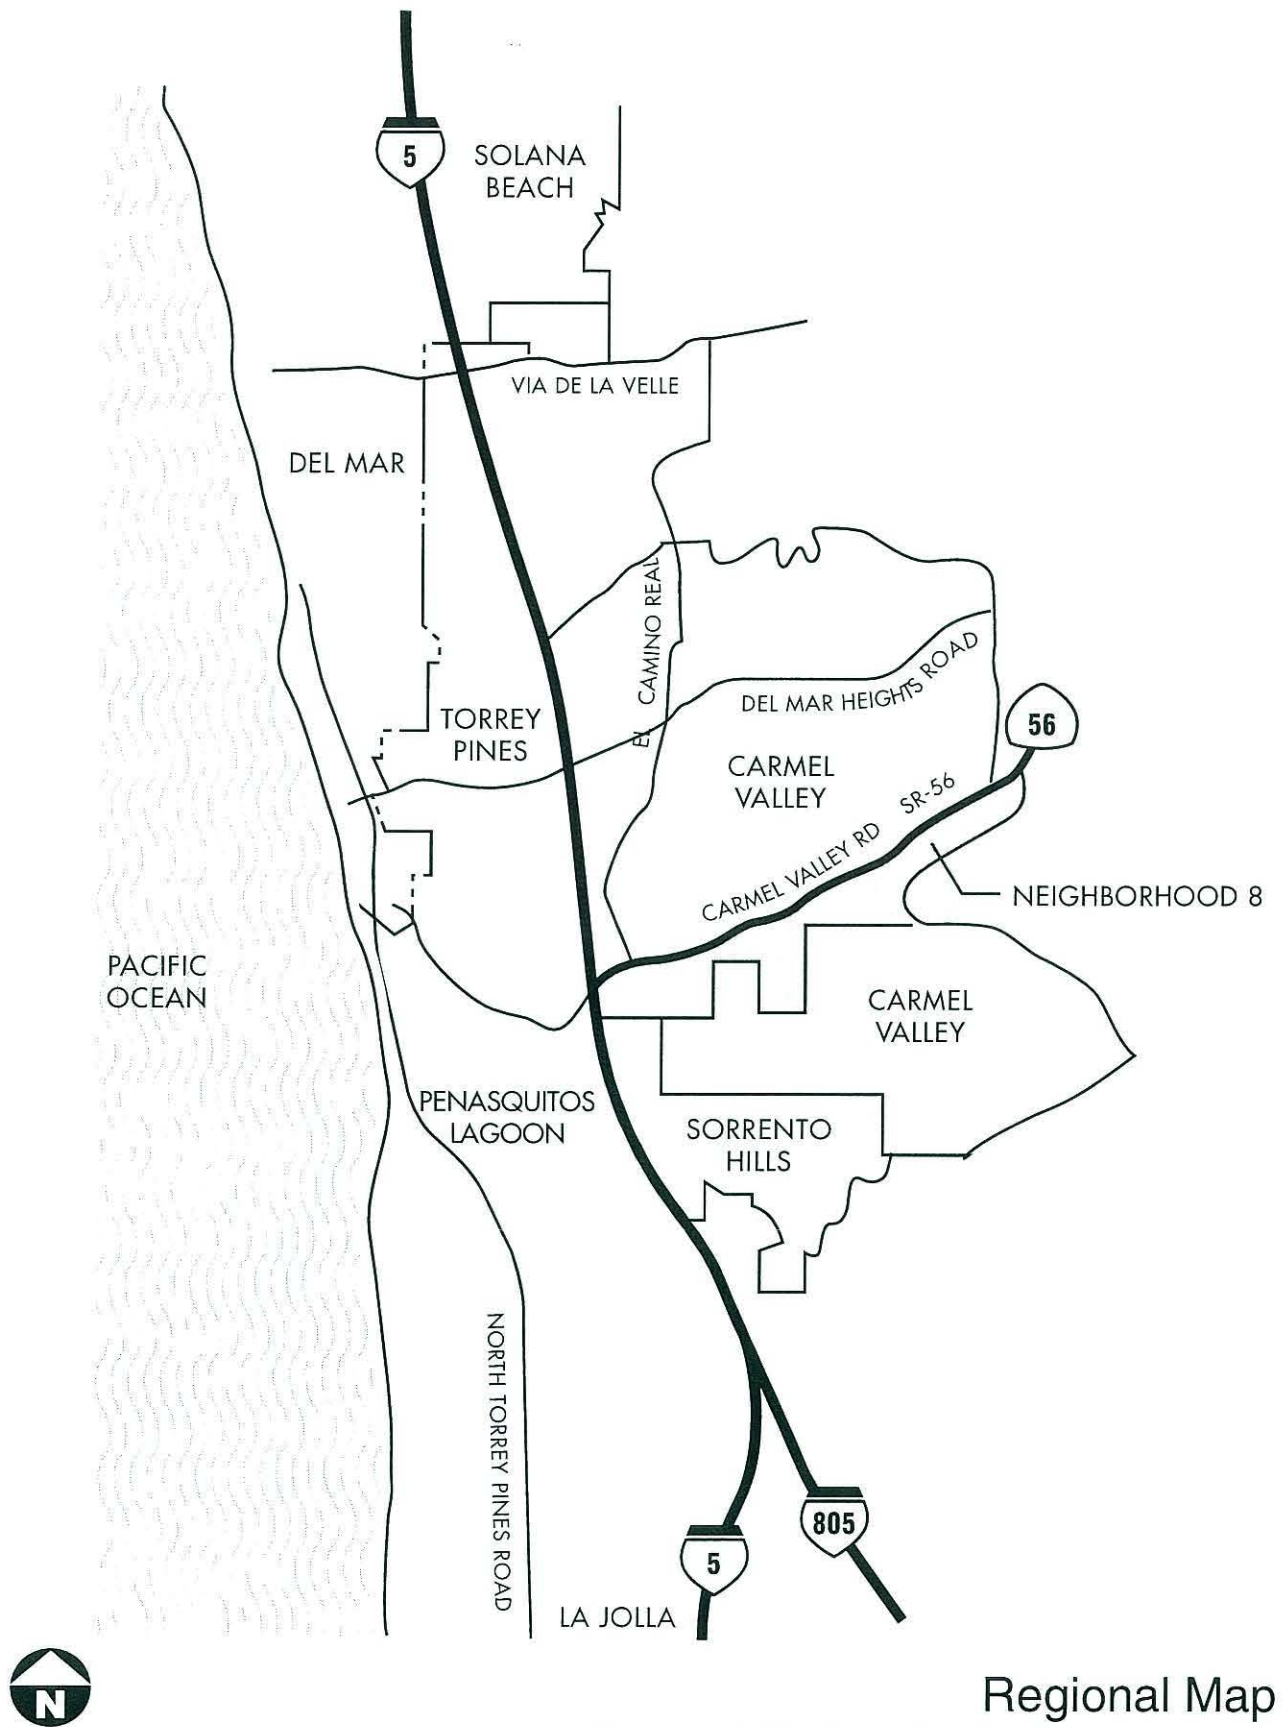 5
SOLANA
BEACH
VIA DE LA VELLE
DEL MAR
EL CAMINO REAL
DEL MAR HEIGHTS ROAD
TORREY
PINES
56
CARMEL
VALLEY
SR-56
CARMEL VALLEY RD
NEIGHBORHOOD 8
PACIFIC
OCEAN
CARMEL
VALLEY
PENASQUITOS
LAGOON
SORRENTO
HILLS
NORTH TORREY PINES ROAD
805
5
LA JOLLA
N
Regional Map